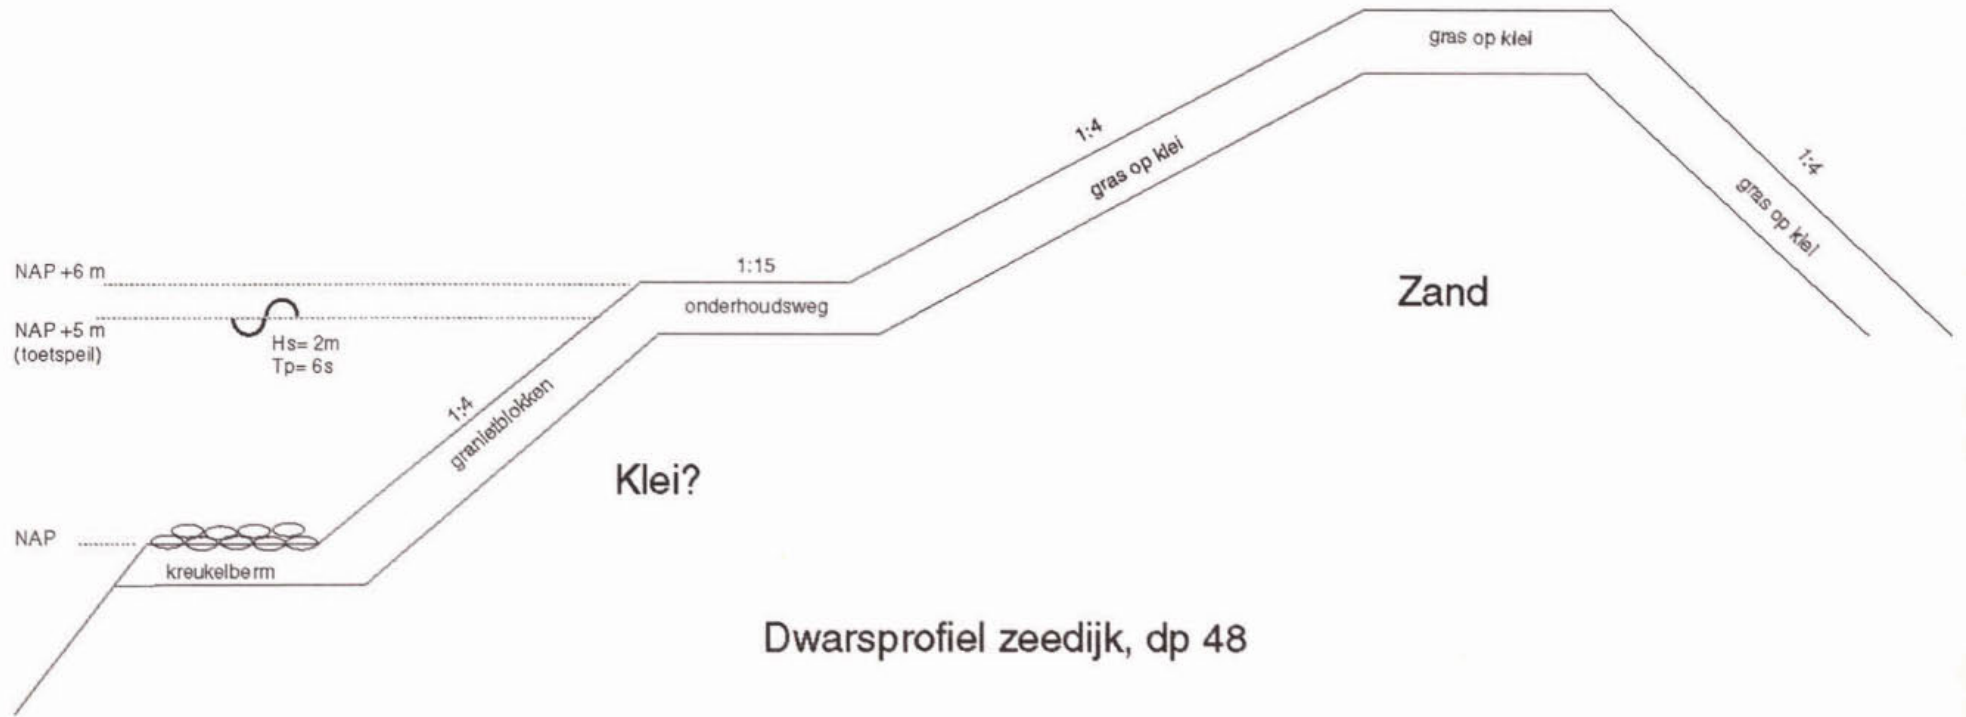 gras op klei
1:4
gras op klei
1:4
gras op klei
NAP +6 m
1:15
onderhoudsweg
Zand
NAP +5 m
(toetspeil)
Hs= 2m
Tp= 6s
1:4
granietblokken
Klei?
NAP
kreukelberm
Dwarsprofiel zeedijk, dp 48